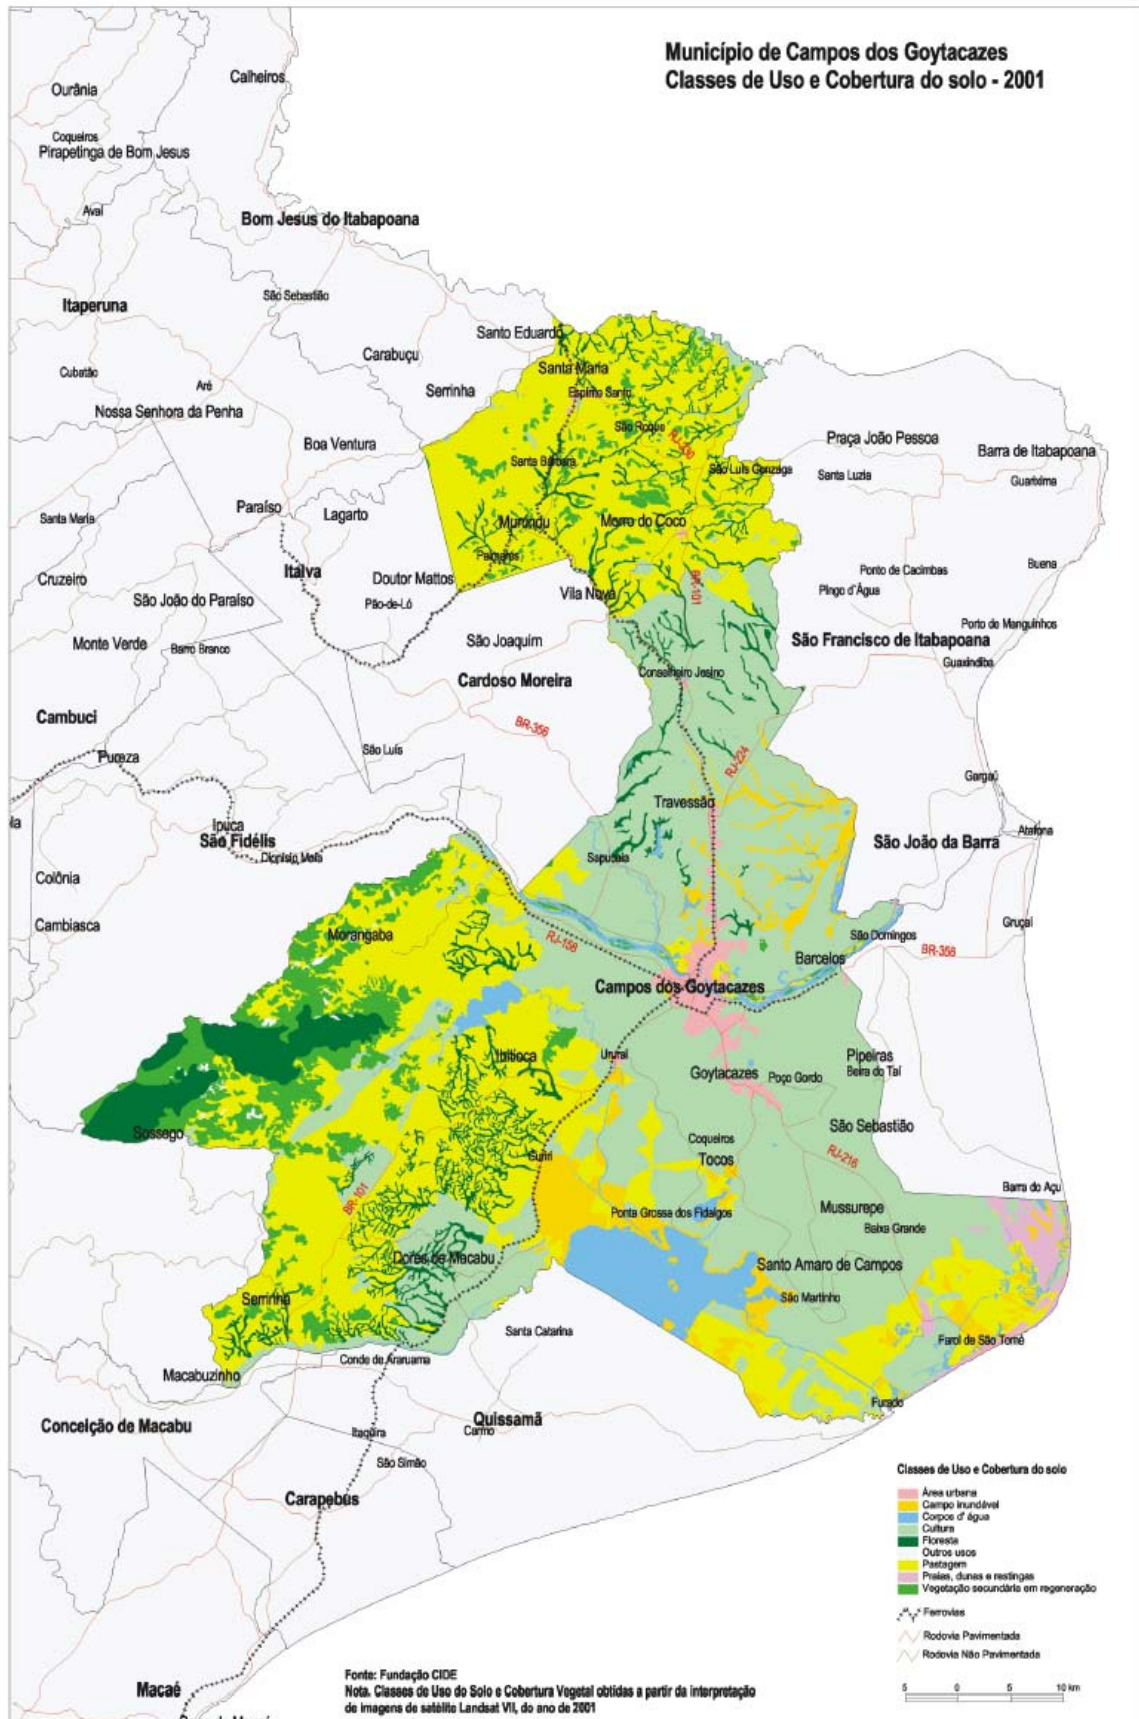 Município de Campos dos Goytacazes
Classes de Uso e Cobertura do solo - 2001
Calheiros
Ourânia
Coqueiros
Pirapetinga de Bom Jesus
Aval
Bom Jesus do Itabapoana
São Sebastião
Itaperuna
Santo Eduardo
Carabuçu
Santa Maria
Cubatão
Aré
Serrinha
Espírito Santo
Nossa Senhora da Penha
São Roque
RJ-230
Praça João Pessoa
Boa Ventura
Barra de Itabapoana
Santa Bárbara
São Luís Gonzaga
Santa Luzia
Guarixima
Paraíso
Lagarto
Santa Maria
Murundu
Morro do Coco
Palmares
Itálva
Doutor Mattos
Ponto de Cacimbas
Buena
Cruzeiro
BR-101
Vila Nova
Pingo d'Água
São João do Paraíso
Pão-de-Ló
Porto de Manguinhos
Monte Verde
Barro Branco
São Joaquim
São Francisco de Itabapoana
Guaxindiba
Conselheiro Josino
Cardoso Moreira
Cambuci
BR-356
São Luís
Pureza
RJ-224
Gargaú
Travessão
la
Ipuca
São Fidélis
Atafona
São João da Barra
Dionísio Mela
Sapucaia
Colônia
Cambiasca
Gruçaí
Morangaba
RJ-158
São Domingos
BR-356
Barcelos
Campos dos Goytacazes
Ibitioca
Ururaí
Pipeiras
Goytacazes
Poço Gordo
Beira do Taí
Sossego
São Sebastião
Coqueiros
Tocos
RJ-216
Guriri
BR-101
Barra do Açu
Ponta Grossa dos Fidalgos
Mussurepe
Baixa Grande
Dores de Macabu
Santo Amaro de Campos
Serrinha
São Martinho
Santa Catarina
Farol de São Tomé
Conde de Araruama
Macabuzinho
Furado
Conceição de Macabu
Quissamã
Carmo
Itaqüira
São Simão
Carapebus
Classes de Uso e Cobertura do solo
Área urbana
Campo inundável
Corpos d' água
Cultura
Floresta
Outros usos
Pastagem
Praias, dunas e restingas
Vegetação secundária em regeneração
Ferrovias
Rodovia Pavimentada
Rodovia Não Pavimentada
5 0 5 10 km
Fonte: Fundação CIDE
Nota. Classes de Uso do Solo e Cobertura Vegetal obtidas a partir da interpretação
de imagens de satélite Landsat VII, do ano de 2001
Macaé